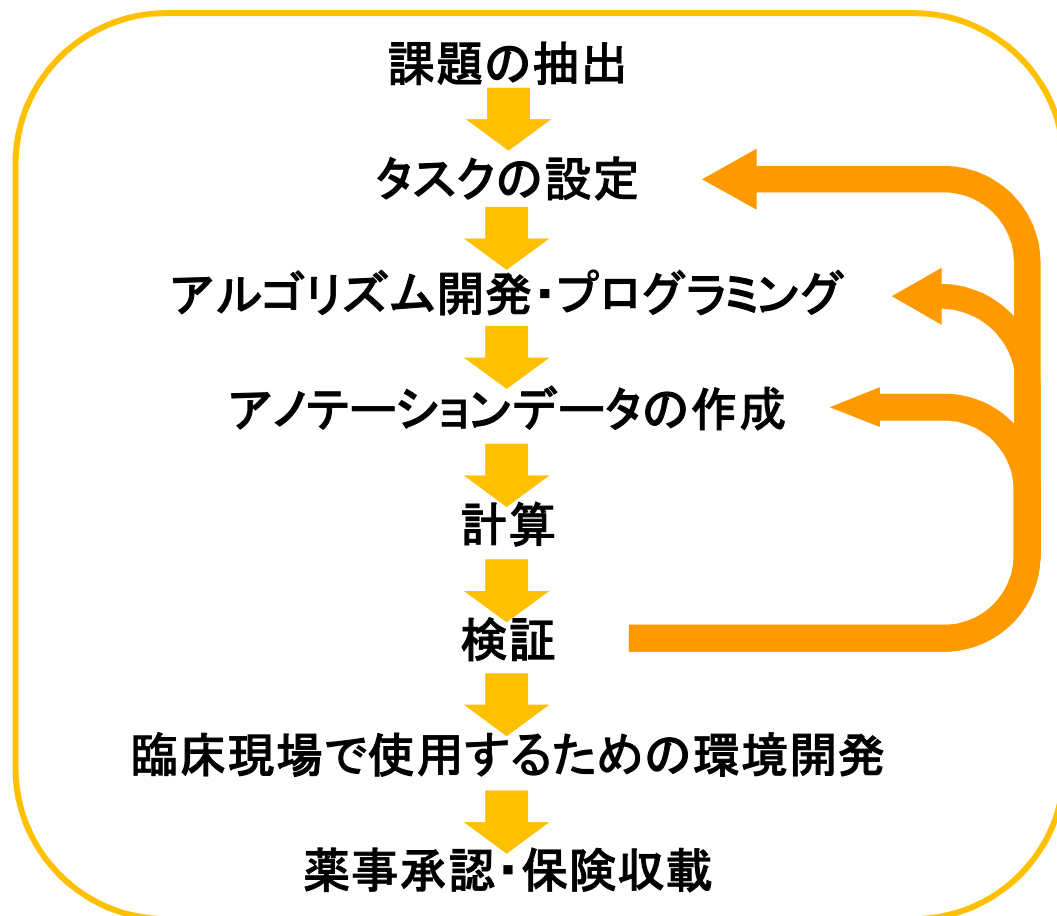 課題の抽出
タスクの設定
アルゴリズム開発・プログラミング
アノテーションデータの作成
計算
検証
臨床現場で使用するための環境開発
薬事承認・保険収載